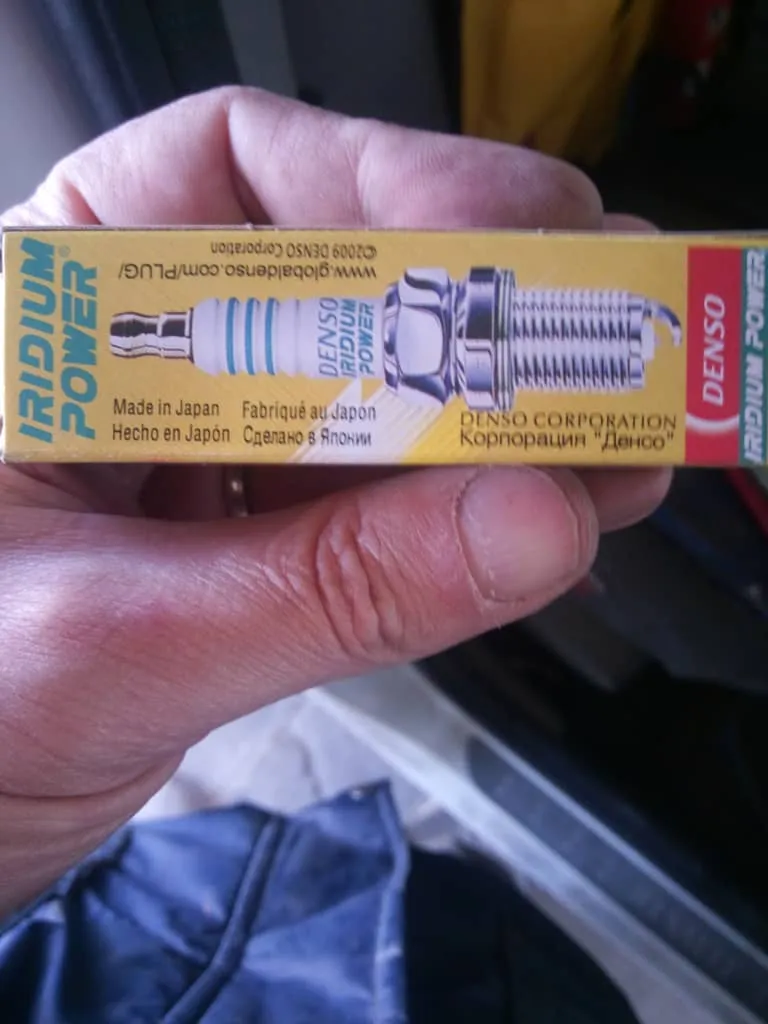 IRIDIUM
POWER®
www.globaldenso.com/PLUG/
©2009 DENSO Corporation
DENSO
IRIDIUM
POWER
Made in Japan Fabriqué au Japon
Hecho en Japón Сделано в Японии
DENSO CORPORATION
Корпорация "Денсо"
DENSO
IRIDIUM POWER